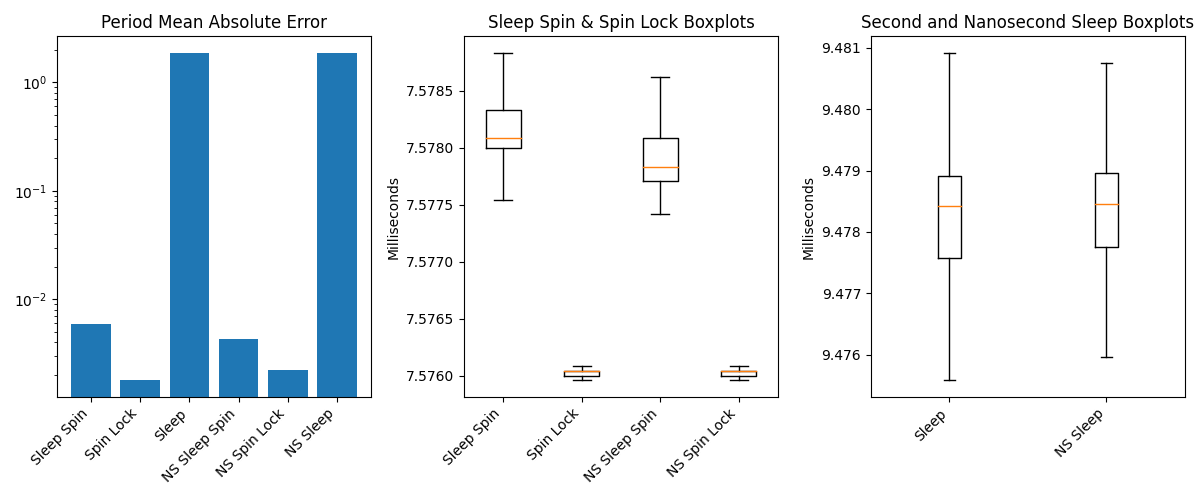 Period Mean Absolute Error
10⁰
10⁻¹
10⁻²
Sleep Spin
Spin Lock
Sleep
NS Sleep Spin
NS Spin Lock
NS Sleep
Sleep Spin & Spin Lock Boxplots
Milliseconds
7.5785
7.5780
7.5775
7.5770
7.5765
7.5760
Sleep Spin
Spin Lock
NS Sleep Spin
NS Spin Lock
Second and Nanosecond Sleep Boxplots
Milliseconds
9.481
9.480
9.479
9.478
9.477
9.476
Sleep
NS Sleep